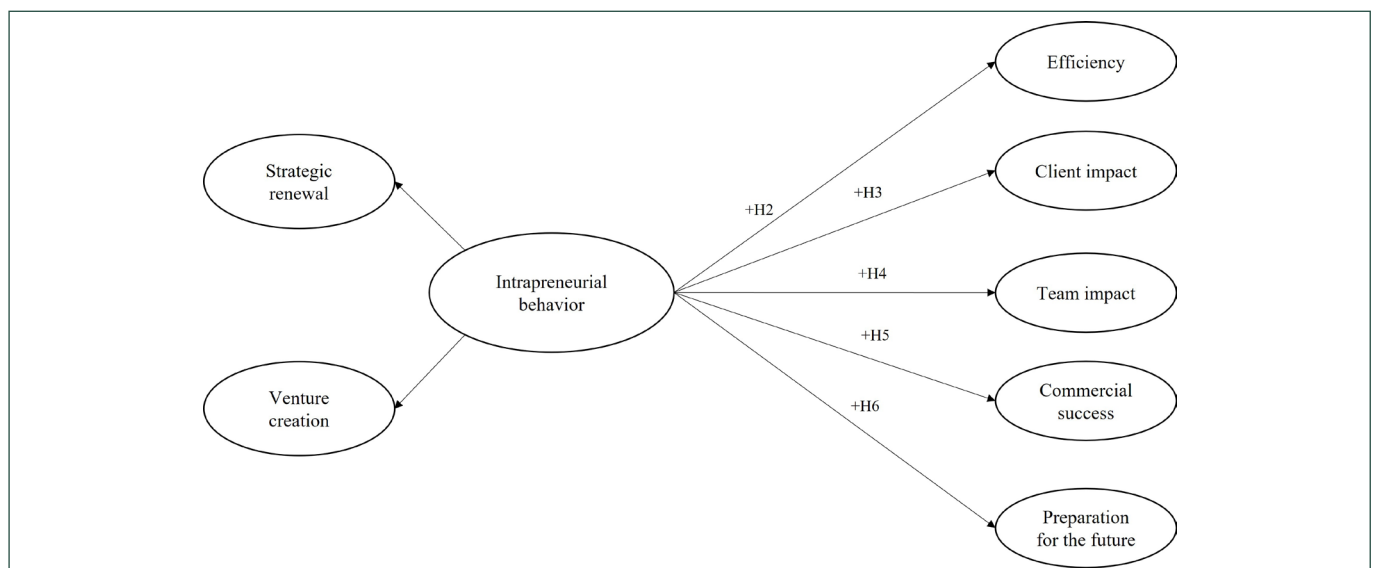 Efficiency
Strategic
renewal
Client impact
+H3
+H2
Intrapreneurial
behavior
+H4
Team impact
+H5
Venture
creation
Commercial
success
+H6
Preparation
for the future